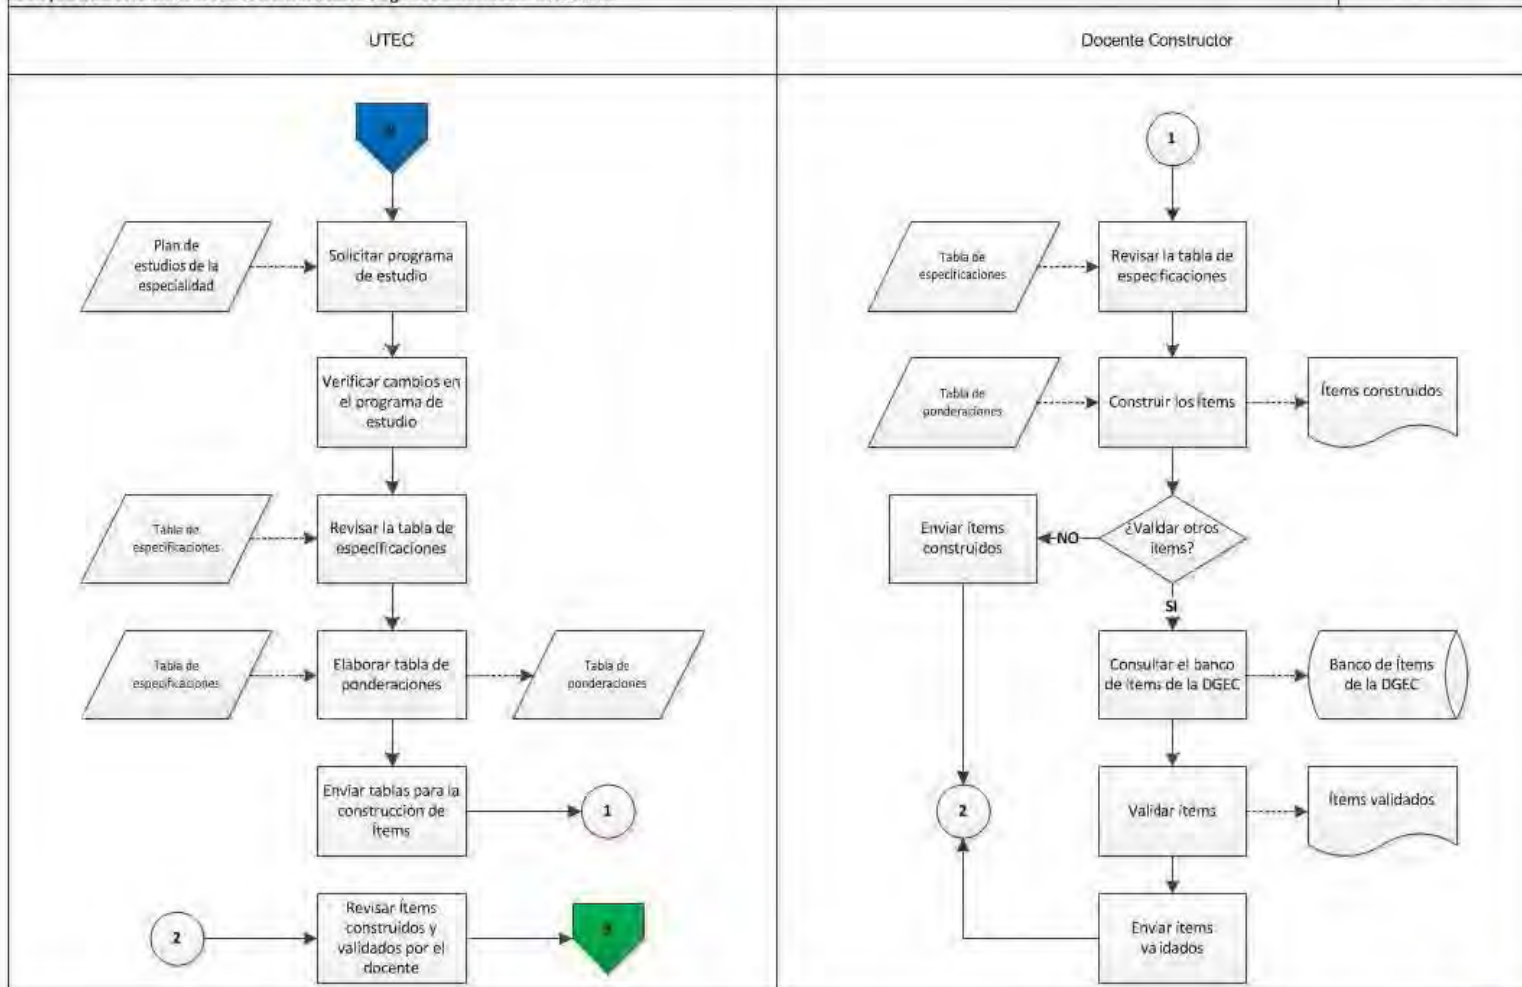 UTEC
Docente Constructor
Plan de
estudios de la
especialidad
Solicitar programa
de estudio
Verificar cambios en
el programa de
estudio
Tabla de
especificaciones
Revisar la tabla de
especificaciones
Tabla de
especificaciones
Elaborar tabla de
ponderaciones
Tabla de
ponderaciones
Enviar tablas para la
construcción de
ítems
1
2
Revisar ítems
construidos y
validados por el
docente
1
Tabla de
especificaciones
Revisar la tabla de
especificaciones
Tabla de
ponderaciones
Construir los ítems
Ítems construidos
Enviar ítems
construidos
NO
¿Validar otros
ítems?
SI
Consultar el banco
de ítems de la DGEC
Banco de Ítems
de la DGEC
2
Validar ítems
Ítems validados
Enviar ítems
validados